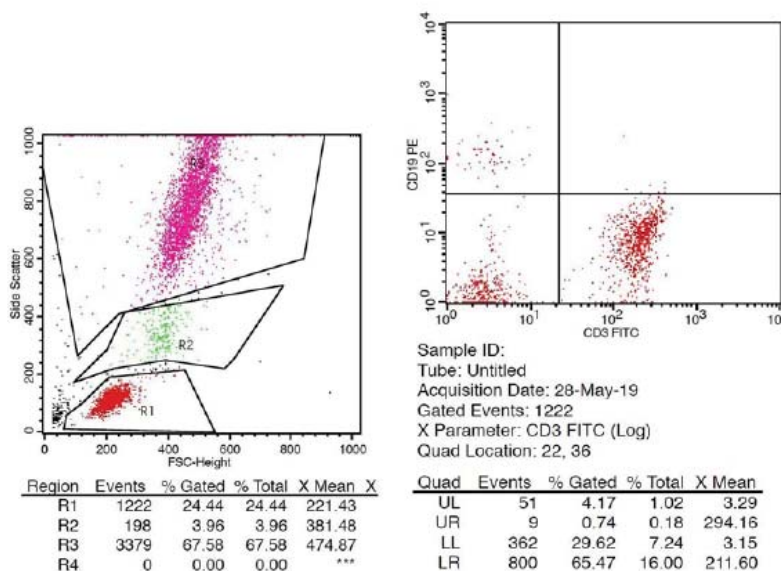 1000
800
600
400
200
0
Side Scatter
R3
R2
R1
0 200 400 600 800 1000
FSC-Height
Region Events % Gated % Total X Mean X
R1 1222 24.44 24.44 221.43
R2 198 3.96 3.96 381.48
R3 3379 67.58 67.58 474.87
R4 0 0.00 0.00 ***
10⁴
10³
10²
10¹
10⁰
CD19 PE
10⁰ 10¹ 10² 10³ 10
CD3 FITC
Sample ID:
Tube: Untitled
Acquisition Date: 28-May-19
Gated Events: 1222
X Parameter: CD3 FITC (Log)
Quad Location: 22, 36
Quad Events % Gated % Total X Mean
UL 51 4.17 1.02 3.29
UR 9 0.74 0.18 294.16
LL 362 29.62 7.24 3.15
LR 800 65.47 16.00 211.60